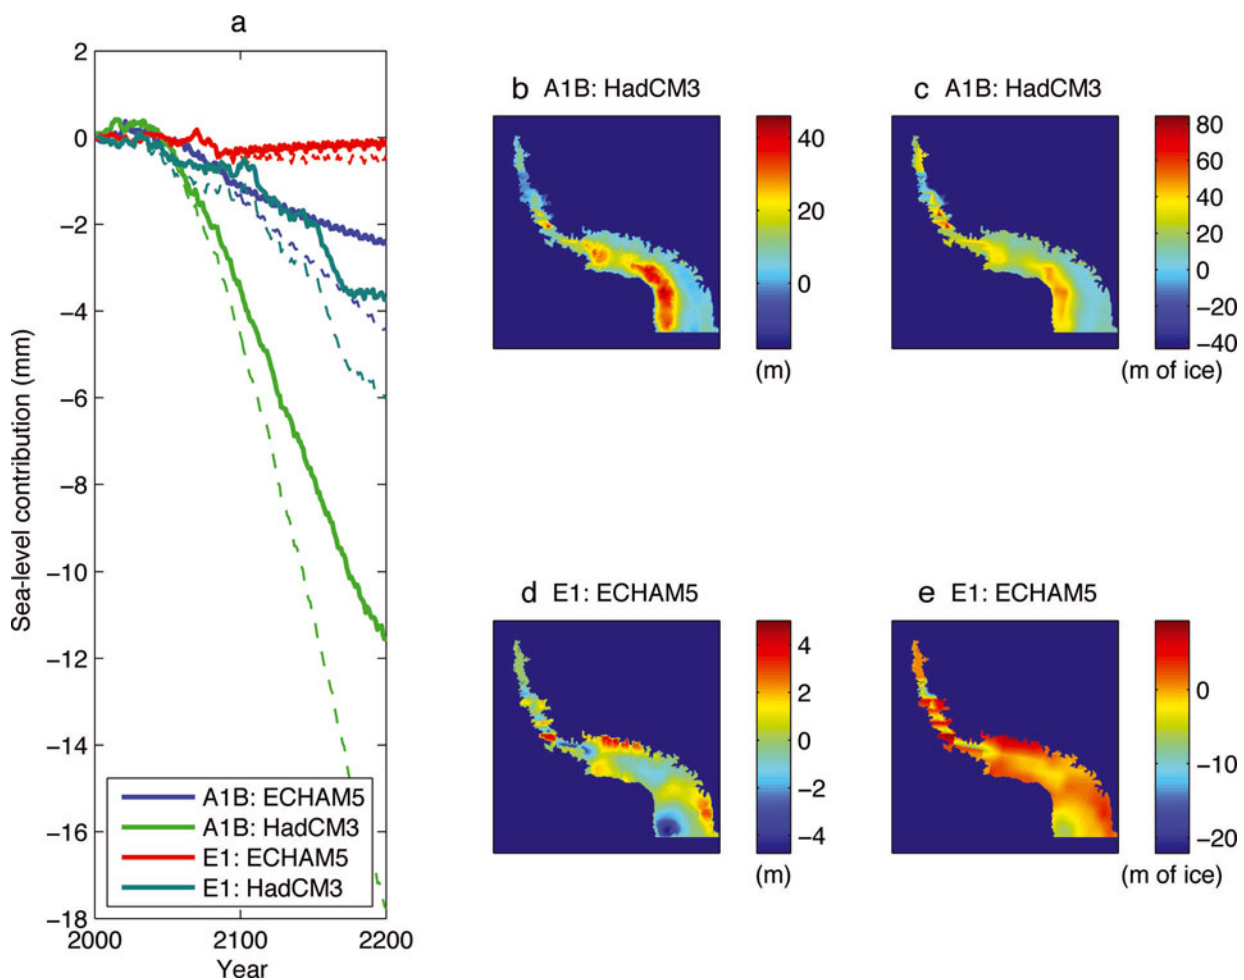 a
2
0
−2
−4
−6
−8
−10
−12
−14
−16
−18
2000
2100
2200
Sea-level contribution (mm)
Year
A1B: ECHAM5
A1B: HadCM3
E1: ECHAM5
E1: HadCM3
b A1B: HadCM3
40
20
0
(m)
c A1B: HadCM3
80
60
40
20
0
−20
−40
(m of ice)
d E1: ECHAM5
4
2
0
−2
−4
(m)
e E1: ECHAM5
0
−10
−20
(m of ice)